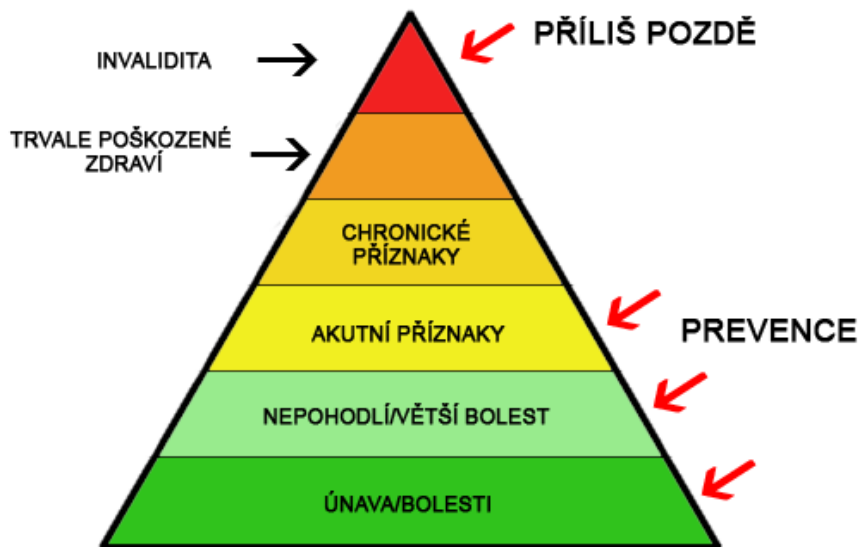 PŘÍLIŠ POZDĚ
INVALIDITA
TRVALE POŠKOZENÉ
ZDRAVÍ
CHRONICKÉ
PŘÍZNAKY
AKUTNÍ PŘÍZNAKY
PREVENCE
NEPOHODLÍ/VĚTŠÍ BOLEST
ÚNAVA/BOLESTI